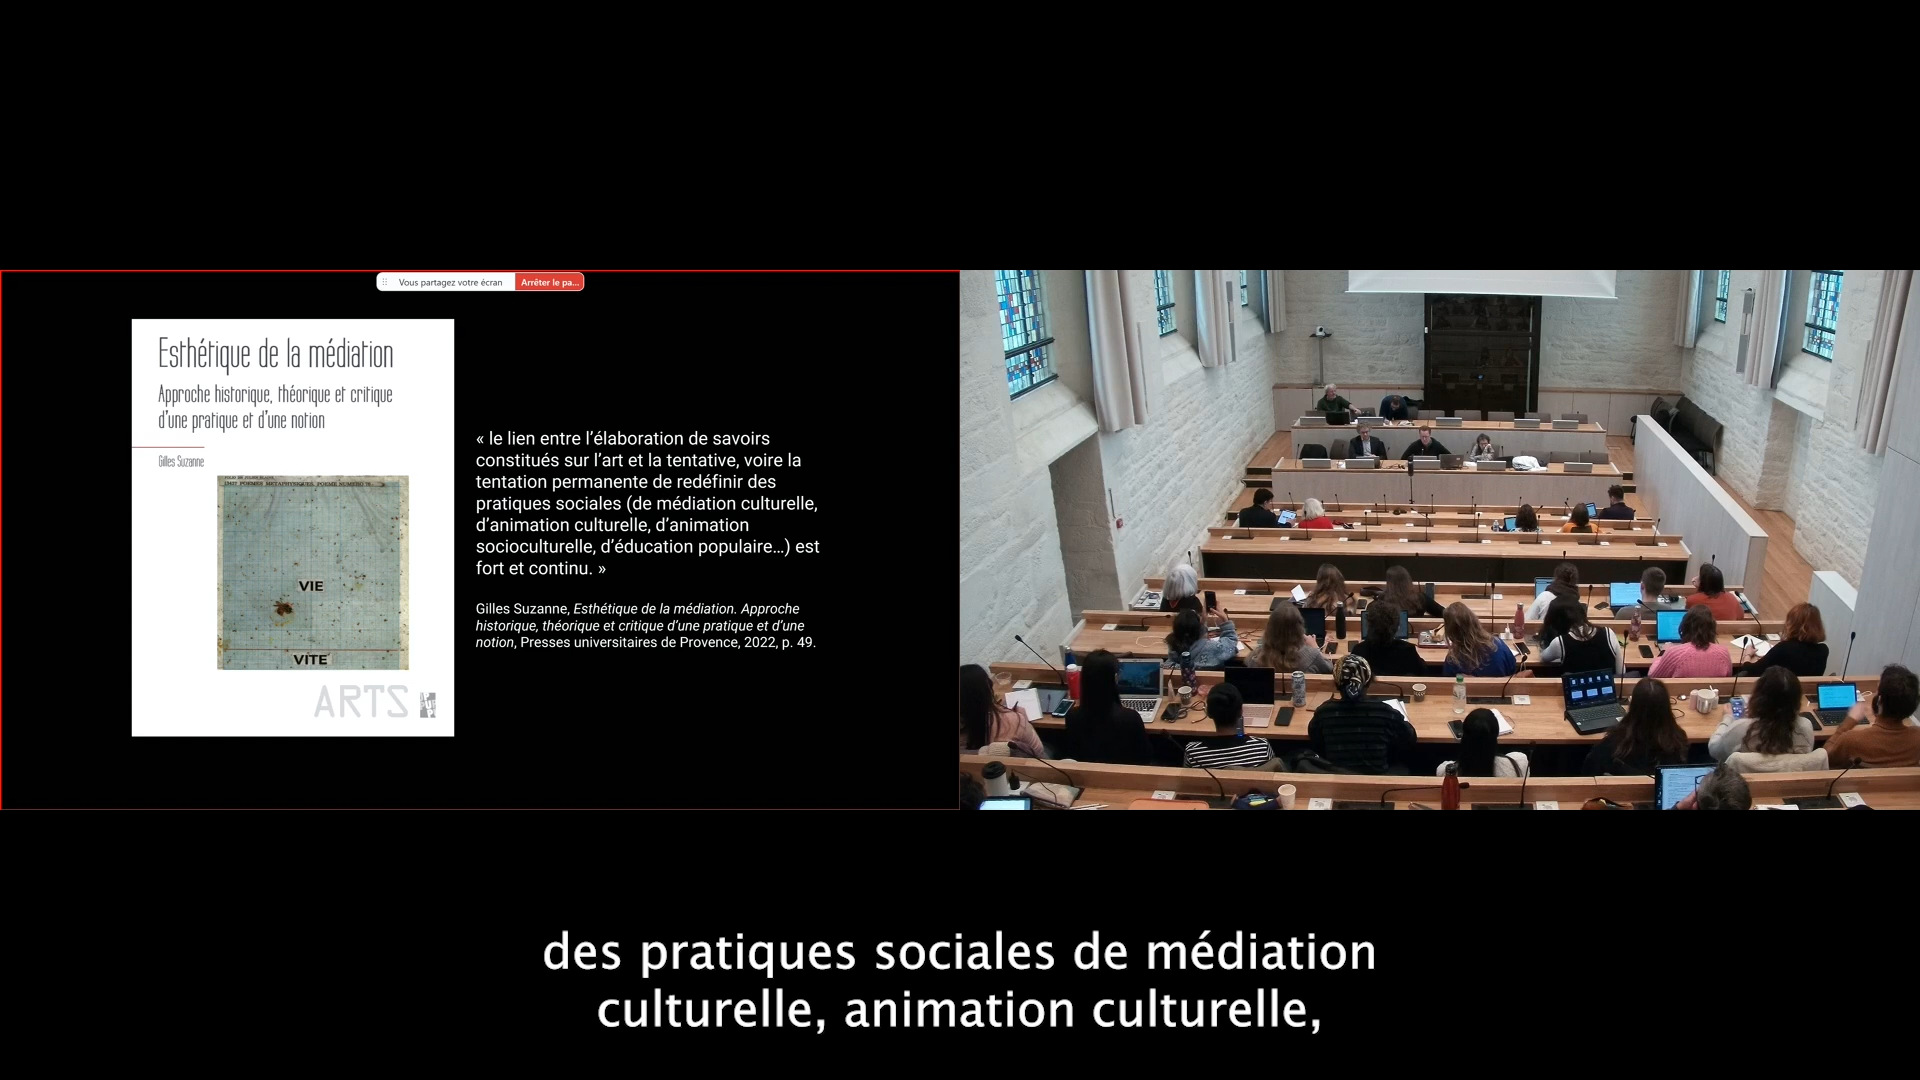 Vous partagez votre écran
Arrêter le pa...
Esthétique de la médiation
Approche historique, théorique et critique
d'une pratique et d'une notion
Gilles Suzanne
VIE
VITE
ARTS
« le lien entre l'élaboration de savoirs
constitués sur l'art et la tentative, voire la
tentation permanente de redéfinir des
pratiques sociales (de médiation culturelle,
d'animation culturelle, d'animation
socioculturelle, d'éducation populaire…) est
fort et continu. »
Gilles Suzanne, Esthétique de la médiation. Approche
historique, théorique et critique d'une pratique et d'une
notion, Presses universitaires de Provence, 2022, p. 49.
des pratiques sociales de médiation
culturelle, animation culturelle,